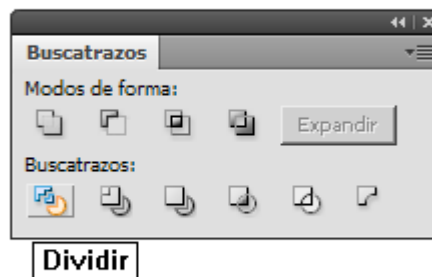 Buscatrazos
Modos de forma:
Expandir
Buscatrazos:
Dividir